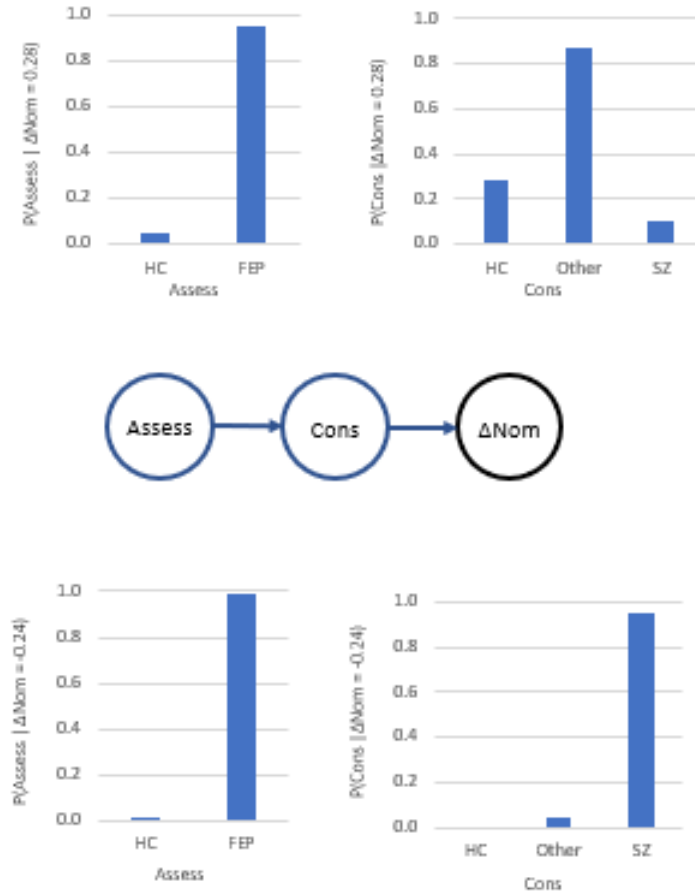 P(Assess | ΔNom = 0.28)
1.0
0.8
0.6
0.4
0.2
0.0
HC FEP
Assess
P(Cons |ΔNom = 0.28)
1.0
0.8
0.6
0.4
0.2
0.0
HC Other SZ
Cons
Assess Cons ΔNom
P(Assess | ΔNom = -0.24)
1.0
0.8
0.6
0.4
0.2
0.0
HC FEP
Assess
P(Cons |ΔNom = -0.24)
1.0
0.8
0.6
0.4
0.2
0.0
HC Other SZ
Cons